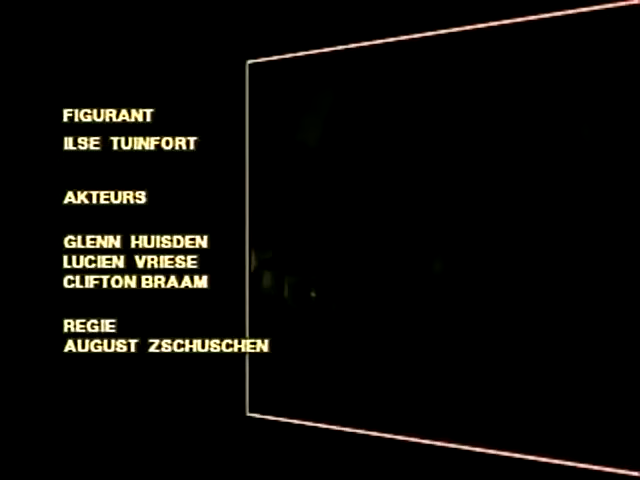 FIGURANT
ILSE TUINFORT
AKTEURS
GLENN HUISDEN
LUCIEN VRIESE
CLIFTON BRAAM
REGIE
AUGUST ZSCHUSCHEN